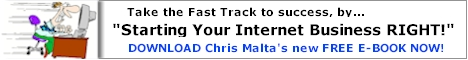 Take the Fast Track to success, by...
"Starting Your Internet Business RIGHT!"
DOWNLOAD Chris Malta's new FREE E-BOOK NOW!